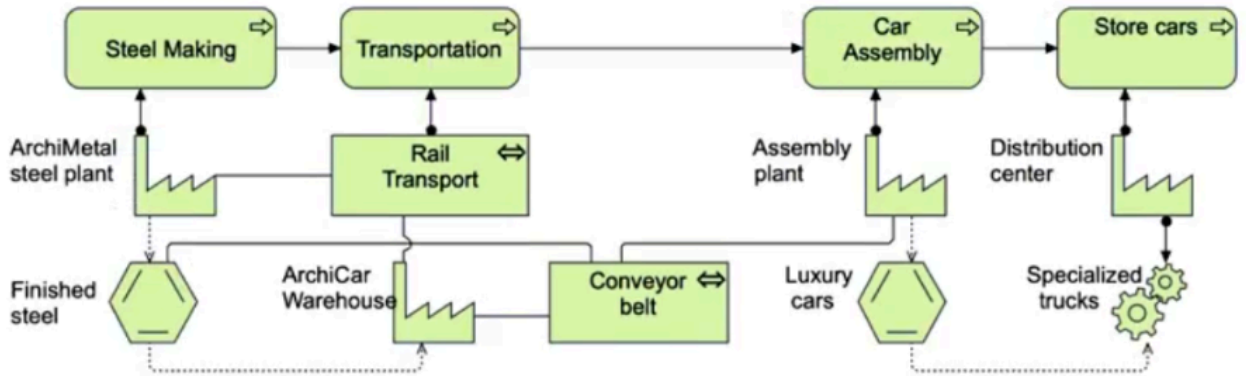 Steel Making
Transportation
Car
Assembly
Store cars
ArchiMetal
steel plant
Rail
Transport
Assembly
plant
Distribution
center
Finished
steel
ArchiCar
Warehouse
Conveyor
belt
Luxury
cars
Specialized
trucks